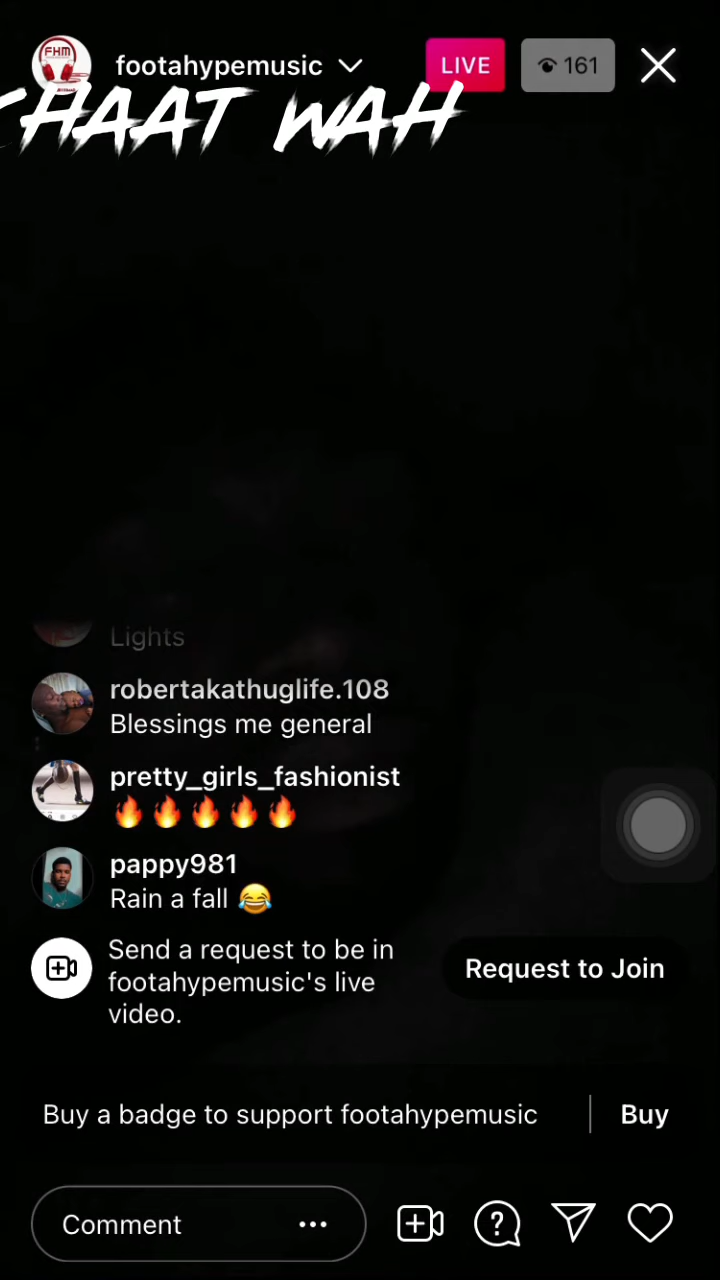 FHM
footahypemusic
LIVE
161
HAAT WAH
Lights
robertakathuglife.108
Blessings me general
pretty_girls_fashionist
🔥🔥🔥🔥🔥
pappy981
Rain a fall 😂
Send a request to be in
footahypemusic's live
video.
Request to Join
Buy a badge to support footahypemusic
Buy
Comment